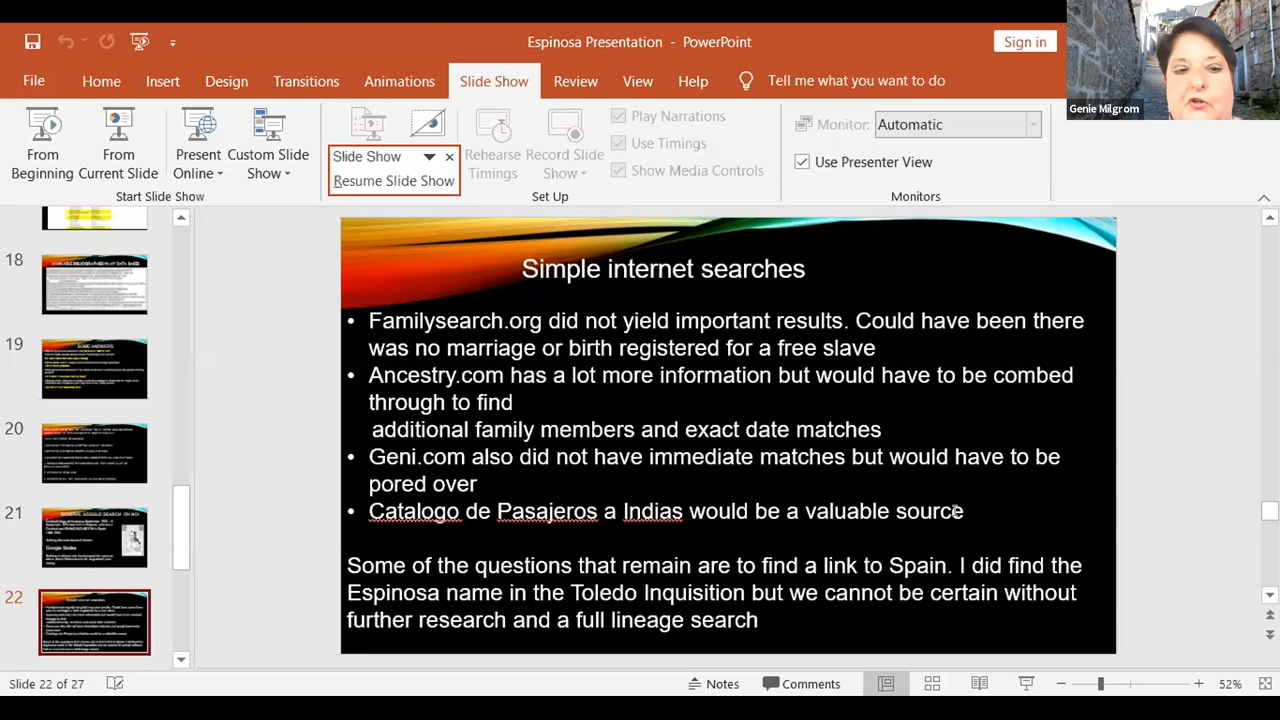 Espinosa Presentation - PowerPoint
Sign in
File Home Insert Design Transitions Animations Slide Show Review View Help Tell me what you want to do
Genie Milgrom
From Beginning
From Current Slide
Present Online
Custom Slide Show
Start Slide Show
Slide Show
Resume Slide Show
Rehearse Timings
Record Slide Show
Play Narrations
Use Timings
Show Media Controls
Set Up
Monitor: Automatic
Use Presenter View
Monitors
18
19
SOME ANSWERS
20
21
Google Books
22
Simple internet searches
• Familysearch.org did not yield important results. Could have been there
was no marriage or birth registered for a free slave
• Ancestry.com has a lot more information but would have to be combed
through to find
additional family members and exact date matches
• Geni.com aso did not have immediate matches but would have to be
pored over
• Catalogo de Pasajeros a Indias would be a valuable source
Some of the questions that remain are to find a link to Spain. I did find the
Espinosa name in the Toledo Inquisition but we cannot be certain without
further research and a full lineage search
Slide 22 of 27
Notes
Comments
52%